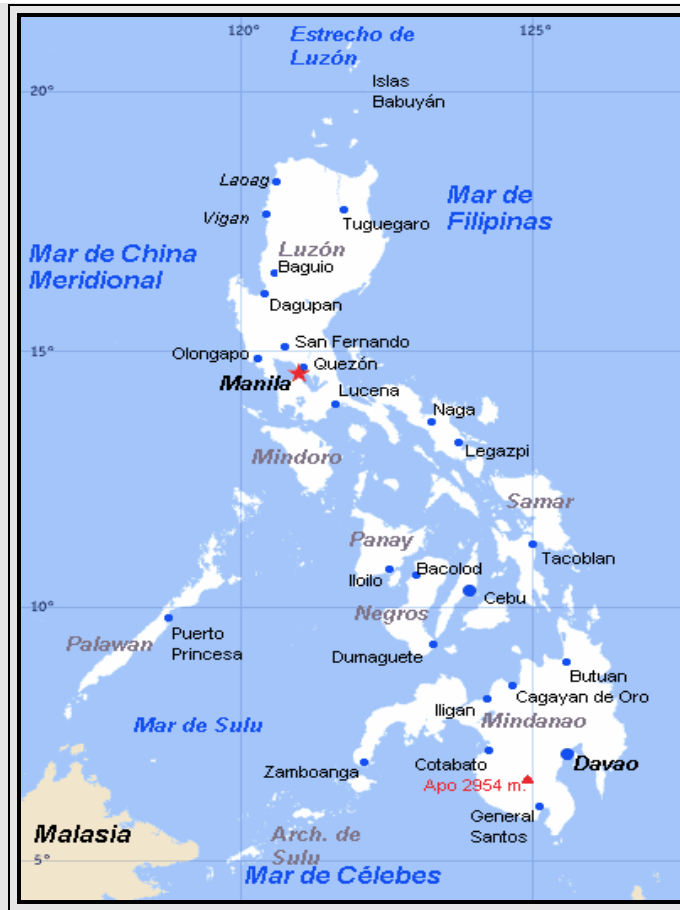 120°
125°
Estrecho de
Luzón
20°
Islas
Babuyán
Laoag
Vigan
Tuguegaro
Mar de
Filipinas
Mar de China
Meridional
Luzón
Baguio
Dagupan
15°
San Fernando
Olongapo
Quezón
Manila
Lucena
Naga
Legazpi
Mindoro
Samar
Panay
Tacoblan
Iloilo
Bacolod
Cebu
10°
Negros
Palawan
Puerto
Princesa
Dumaguete
Butuan
Cagayan de Oro
Iligan
Mindanao
Mar de Sulu
Zamboanga
Cotabato
Davao
Apo 2954 m.
General
Santos
Malasia
Arch. de
Sulu
5°
Mar de Célebes